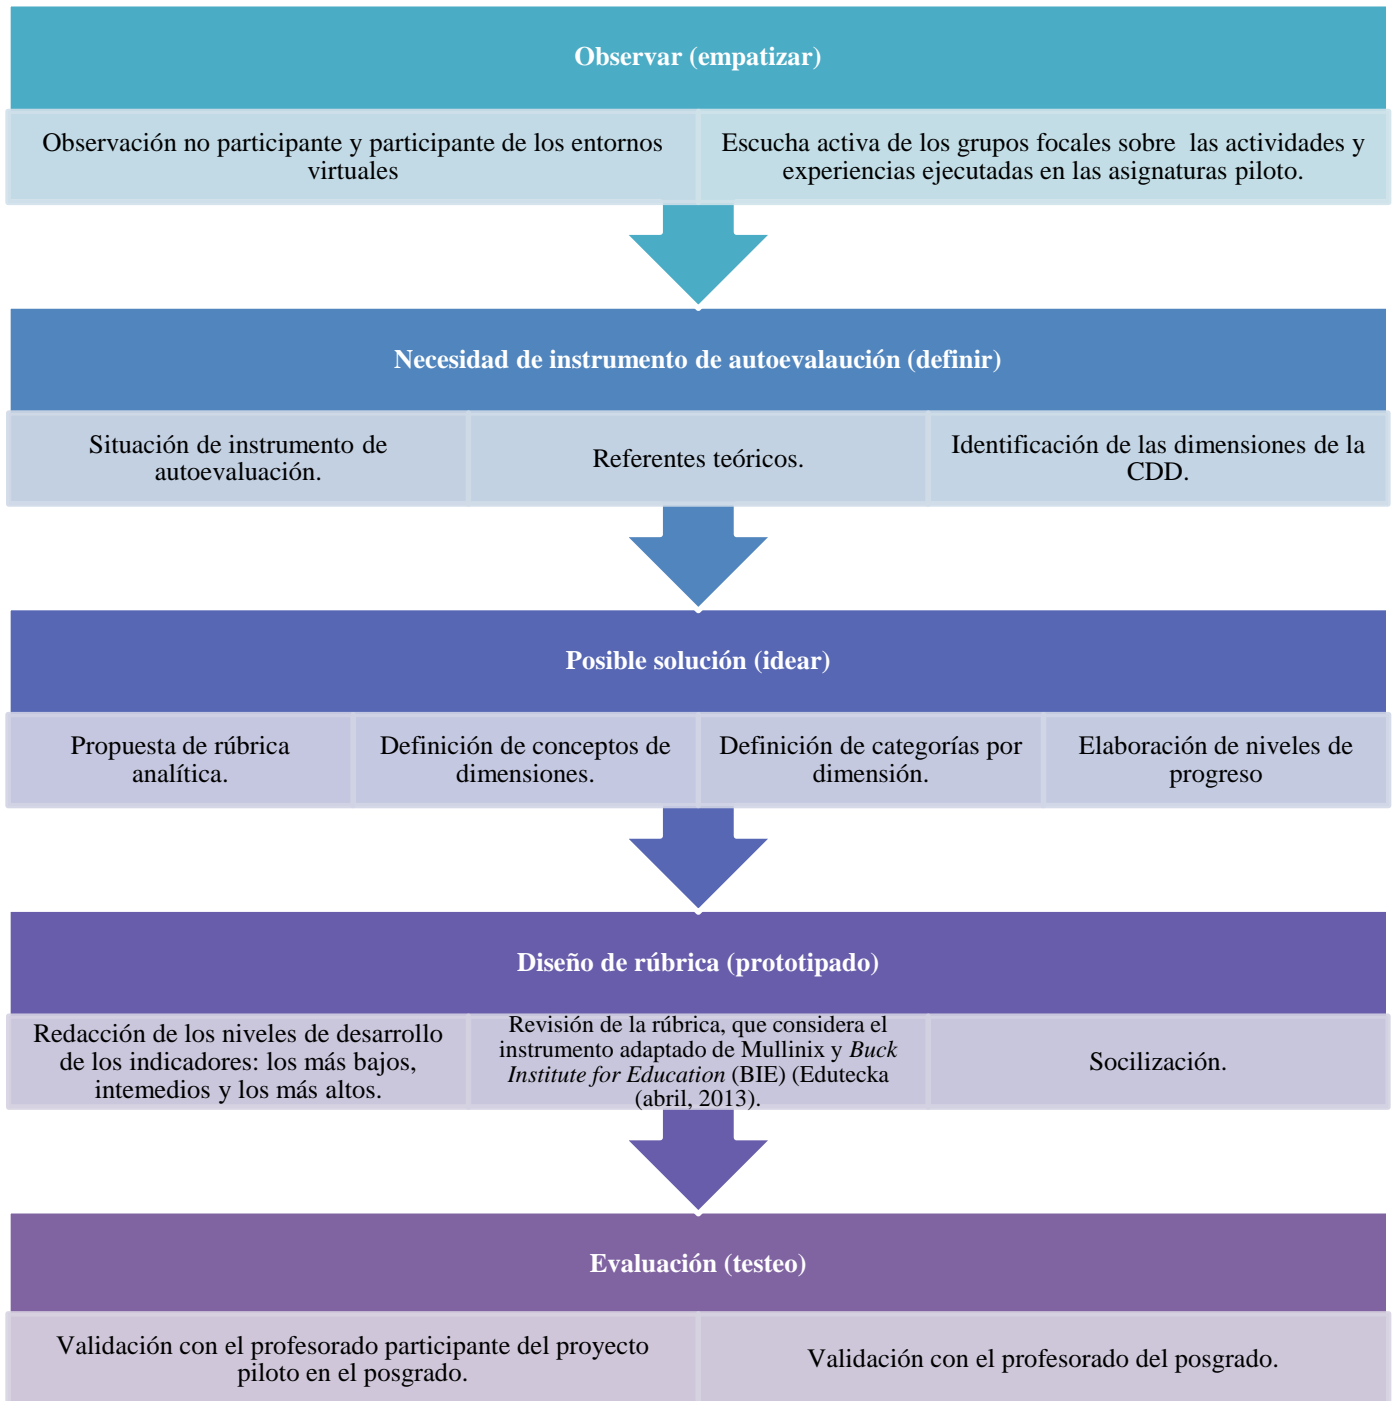 Observar (empatizar)
Observación no participante y participante de los entornos
virtuales
Escucha activa de los grupos focales sobre las actividades y
experiencias ejecutadas en las asignaturas piloto.
Necesidad de instrumento de autoevalaución (definir)
Situación de instrumento de
autoevaluación.
Referentes teóricos.
Identificación de las dimensiones de la
CDD.
Posible solución (idear)
Propuesta de rúbrica
analítica.
Definición de conceptos de
dimensiones.
Definición de categorías por
dimensión.
Elaboración de niveles de
progreso
Diseño de rúbrica (prototipado)
Redacción de los niveles de desarrollo
de los indicadores: los más bajos,
intemedios y los más altos.
Revisión de la rúbrica, que considera el
instrumento adaptado de Mullinix y Buck
Institute for Education (BIE) (Edutecka
(abril, 2013).
Socilización.
Evaluación (testeo)
Validación con el profesorado participante del proyecto
piloto en el posgrado.
Validación con el profesorado del posgrado.